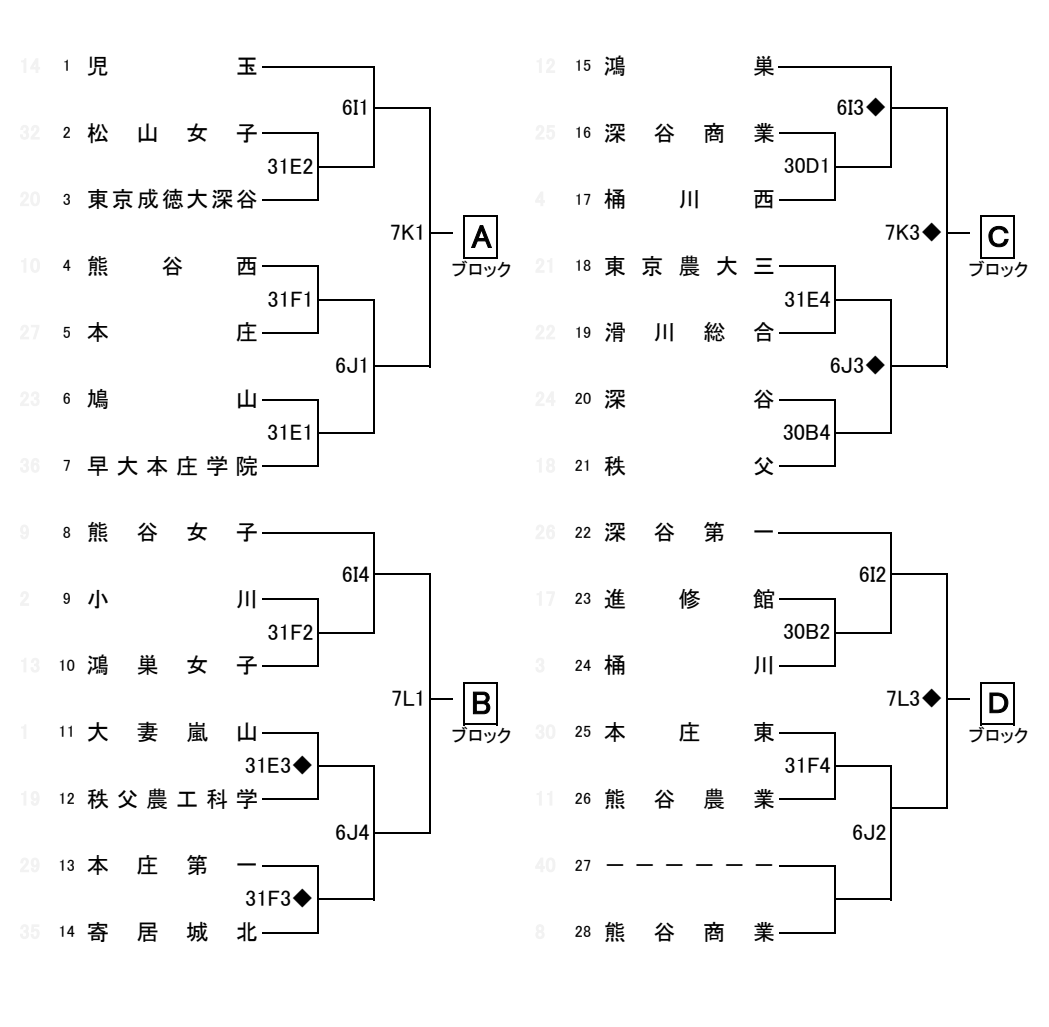 14 1 児玉
6I1
32 2 松山女子
31E2
20 3 東京成徳大深谷
7K1
A
ブロック
10 4 熊谷西
31F1
27 5 本庄
6J1
23 6 鳩山
31E1
36 7 早大本庄学院
9 8 熊谷女子
6I4
2 9 小川
31F2
13 10 鴻巣女子
7L1
B
ブロック
1 11 大妻嵐山
31E3◆
19 12 秩父農工科学
6J4
29 13 本庄第一
31F3◆
35 14 寄居城北
12 15 鴻巣
6I3◆
25 16 深谷商業
30D1
4 17 桶川西
7K3◆
C
ブロック
21 18 東京農大三
31E4
22 19 滑川総合
6J3◆
24 20 深谷
30B4
18 21 秩父
26 22 深谷第一
6I2
17 23 進修館
30B2
3 24 桶川
7L3◆
D
ブロック
30 25 本庄東
31F4
11 26 熊谷農業
6J2
40 27 ーーーーーー
8 28 熊谷商業